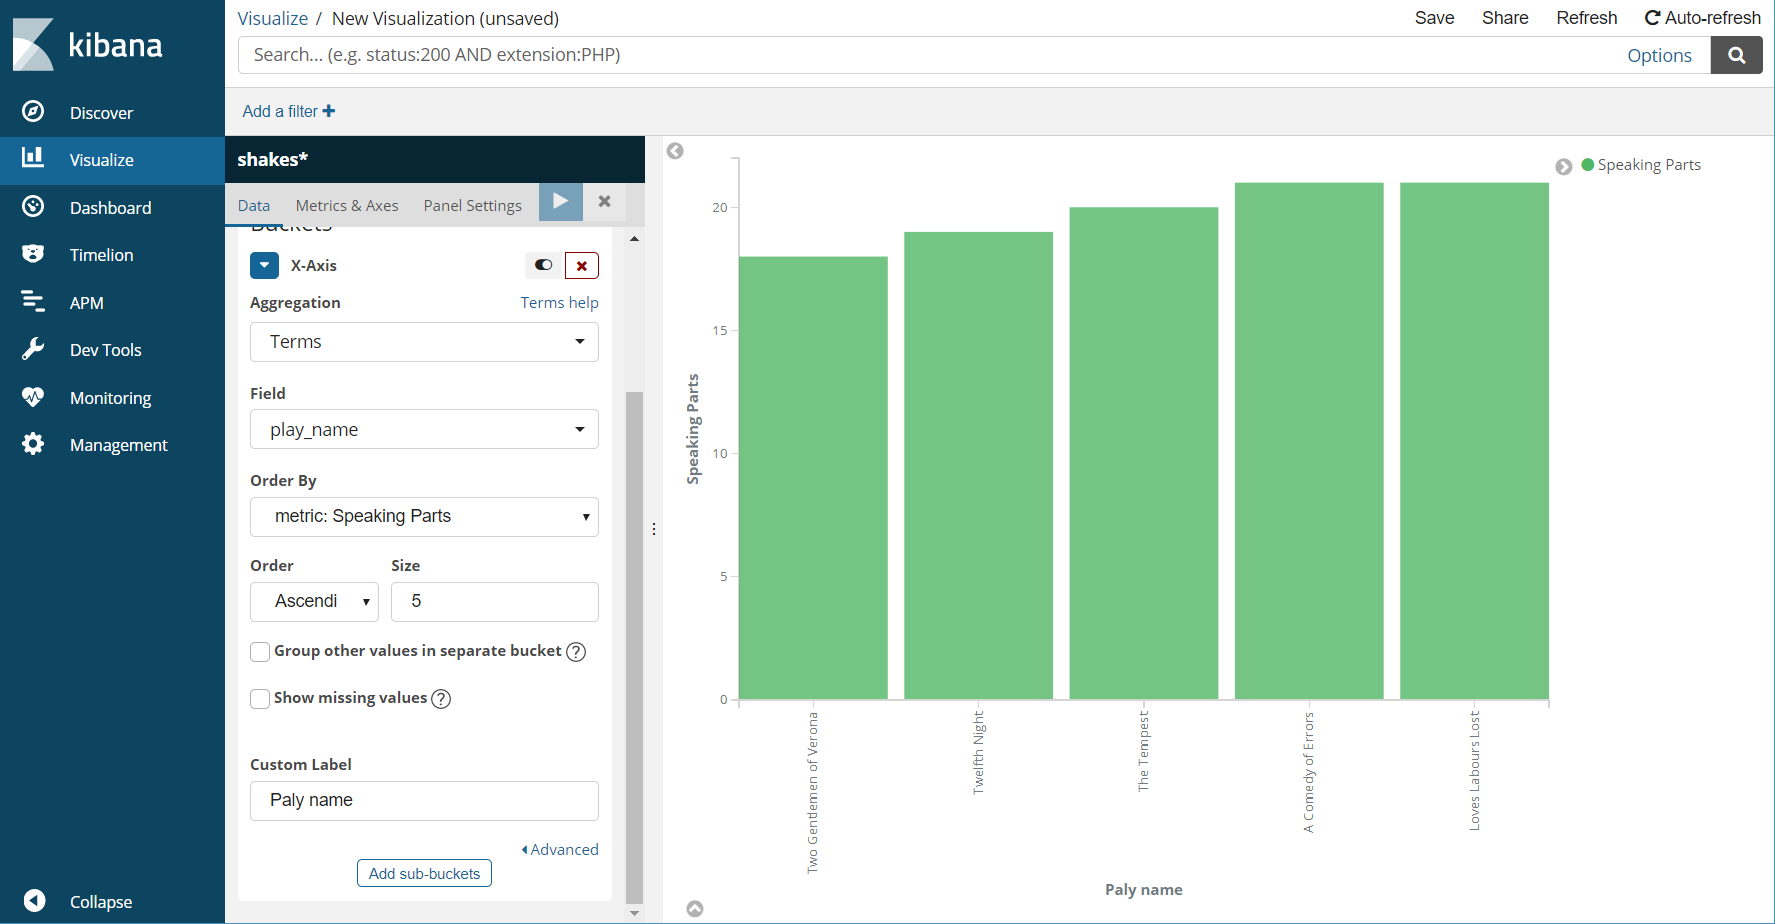 kibana
Discover
Visualize
Dashboard
Timelion
APM
Dev Tools
Monitoring
Management
Collapse
Visualize / New Visualization (unsaved)
Save Share Refresh Auto-refresh
Search... (e.g. status:200 AND extension:PHP)
Options
Add a filter
shakes*
Data Metrics & Axes Panel Settings
Buckets
X-Axis
Aggregation Terms help
Terms
Field
play_name
Order By
metric: Speaking Parts
Order Size
Ascendi 5
Group other values in separate bucket ?
Show missing values ?
Custom Label
Paly name
Advanced
Add sub-buckets
Speaking Parts
20
15
10
5
0
Speaking Parts
Two Gentlemen of Verona
Twelfth Night
The Tempest
A Comedy of Errors
Loves Labours Lost
Paly name